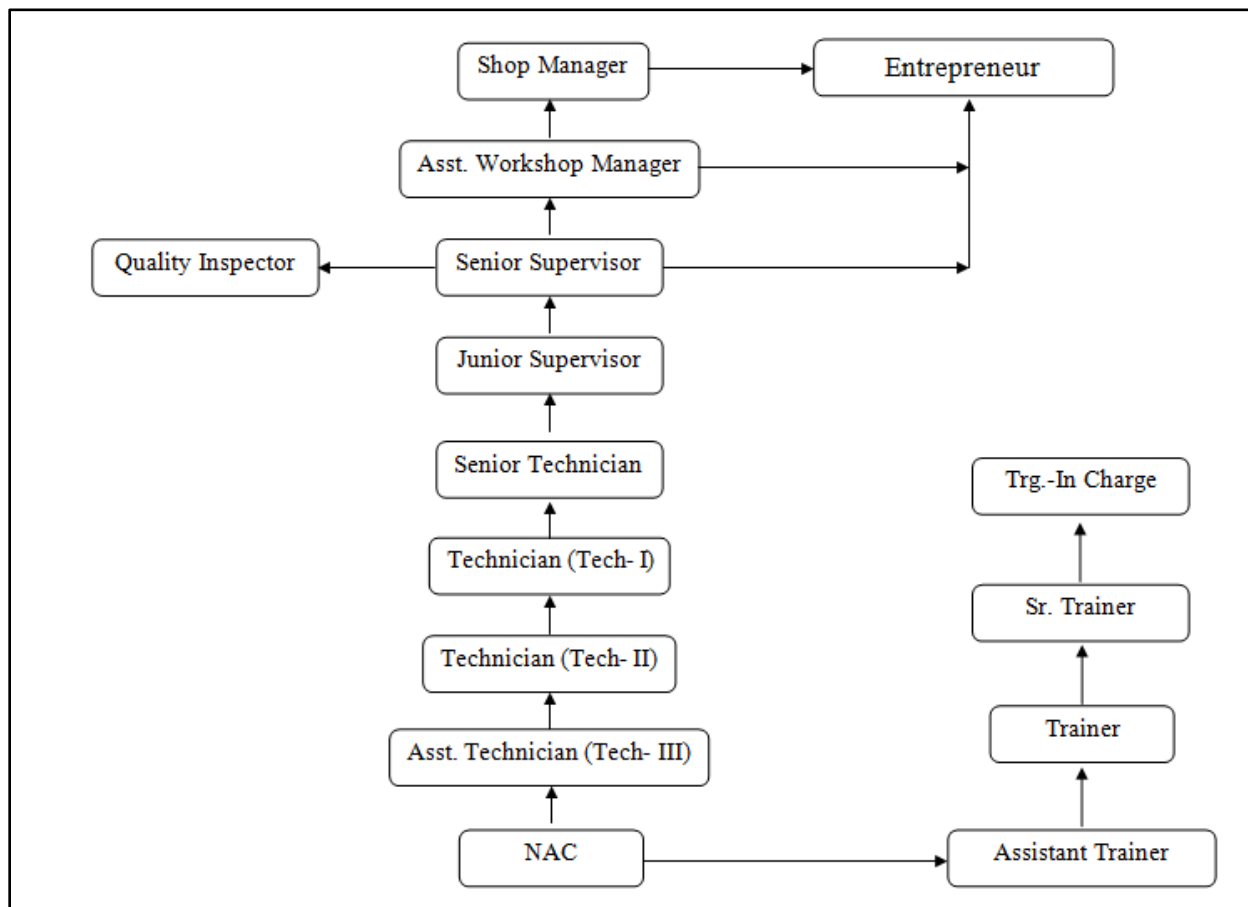 Shop Manager
Entrepreneur
Asst. Workshop Manager
Quality Inspector
Senior Supervisor
Junior Supervisor
Senior Technician
Trg.-In Charge
Technician (Tech- I)
Sr. Trainer
Technician (Tech- II)
Trainer
Asst. Technician (Tech- III)
NAC
Assistant Trainer